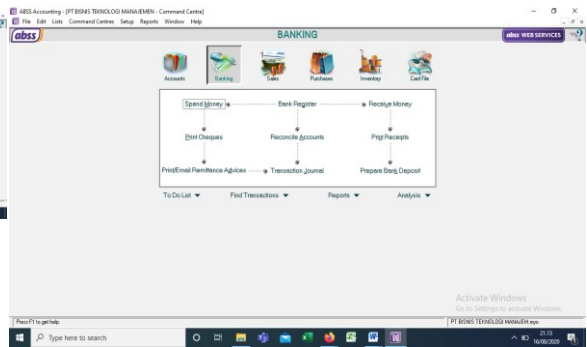 ABSS Accounting - [PT BISNIS TEKNOLOGI MANAJEMEN - Command Centre]
File Edit Lists Command Centres Setup Reports Window Help
abss BANKING abss WEB SERVICES
Accounts Banking Sales Purchases Inventory Card File
Spend Money Bank Register Receive Money
Print Cheques Reconcile Accounts Print Receipts
Print/Email Remittance Advices Transaction Journal Prepare Bank Deposit
To Do List Find Transactions Reports Analysis
Activate Windows
Go to Settings to activate Windows.
Press F1 to get help. PT BISNIS TEKNOLOGI MANAJEM.myo
Type here to search
21.13
16/08/2020